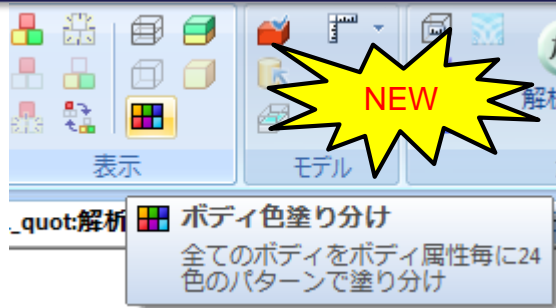 NEW
解析
表示
モデル
_quot:解析
ボディ色塗り分け
全てのボディをボディ属性毎に24
色のパターンで塗り分け